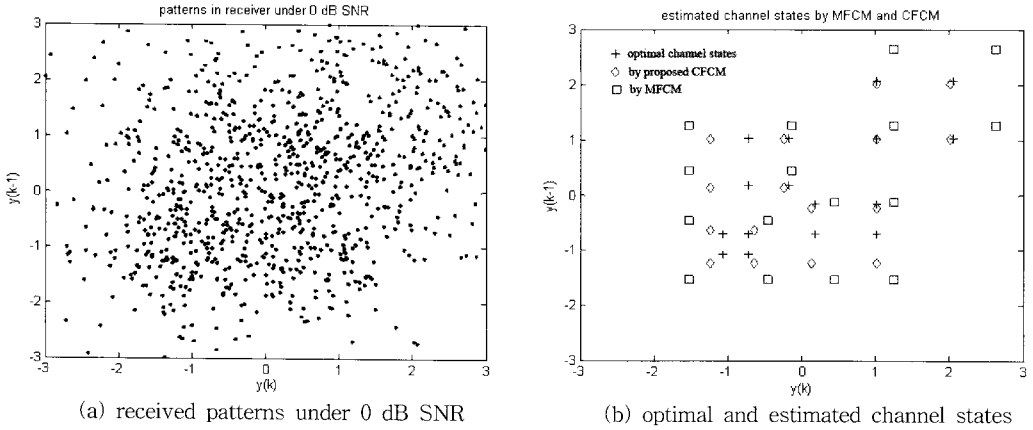 patterns in receiver under 0 dB SNR
3
2
1
0
-1
-2
-3
y(k-1)
-3
-2
-1
0
1
2
3
y(k)
(a) received patterns under 0 dB SNR
estimated channel states by MFCM and CFCM
optimal channel states
by proposed CFCM
by MFCM
3
2
1
0
-1
-2
-3
y(k-1)
-3
-2
-1
0
1
2
3
y(k)
(b) optimal and estimated channel states